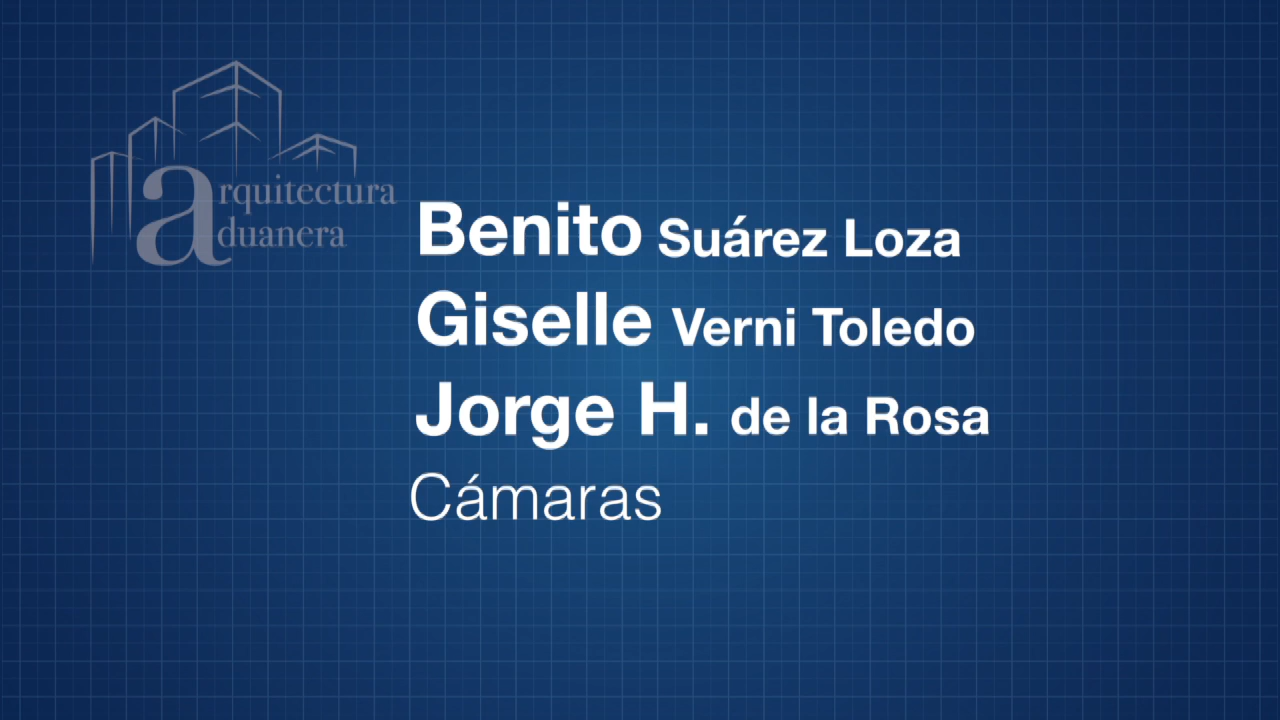 arquitectura
aduanera
Benito Suárez Loza
Giselle Verni Toledo
Jorge H. de la Rosa
Cámaras